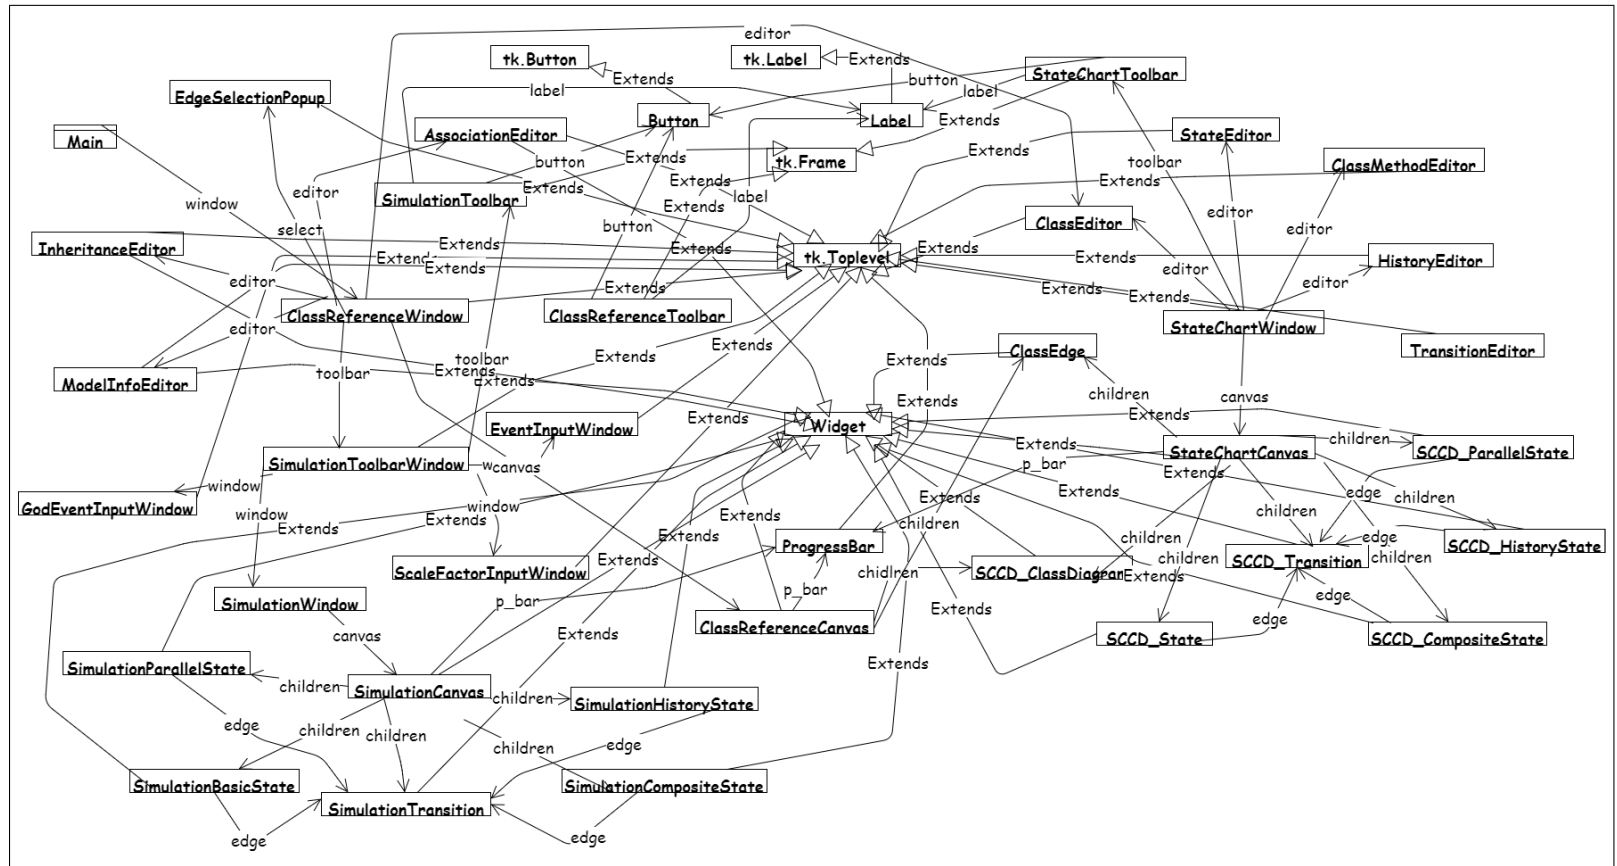 editor
tk.Button
tk.Label
Extends
Extends
button
StateChartToolbar
EdgeSelectionPopup
label
label
Button
Label
Extends
Main
AssociationEditor
StateEditor
button
Extends
tk.Frame
Extends
toolbar
ClassMethodEditor
Extends
Extends
Extends
editor
SimulationToolbar
label
window
Extends
editor
ClassEditor
select
button
editor
InheritanceEditor
Extends
Extends
Extends
tk.Toplevel
HistoryEditor
Extends
Extends
editor
editor
editor
Extends
Extends
Extends
ClassReferenceWindow
ClassReferenceToolbar
StateChartWindow
editor
Extends
ClassEdge
TransitionEditor
toolbar
Extends
Extends
toolbar
Extends
Extends
ModelInfoEditor
children
canvas
Extends
Extends
Extends
EventInputWindow
Widget
children
Extends
StateChartCanvas
SCCD_ParallelState
SimulationToolbarWindow
canvas
p_bar
Extends
window
edge
Extends
children
GodEventInputWindow
window
window
Extends
Extends
Extends
Extends
children
children
Extends
ProgressBar
children
edge
SCCD_HistoryState
children
children
SCCD_Transition
Extends
ScaleFactorInputWindow
children
SCCD_ClassDiagram
Extends
p_bar
SimulationWindow
p_bar
edge
Extends
ClassReferenceCanvas
edge
canvas
Extends
SCCD_State
SCCD_CompositeState
SimulationParallelState
Extends
children
SimulationCanvas
children
SimulationHistoryState
edge
children
children
children
edge
SimulationBasicState
SimulationCompositeState
SimulationTransition
edge
edge